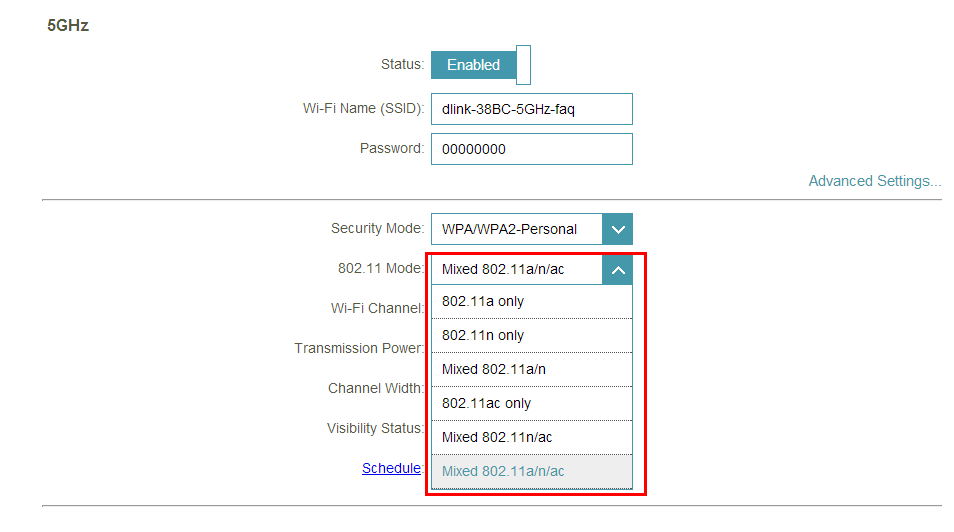 5GHz
Status: Enabled
Wi-Fi Name (SSID): dlink-38BC-5GHz-faq
Password: 00000000
Advanced Settings...
Security Mode: WPA/WPA2-Personal
802.11 Mode: Mixed 802.11a/n/ac
802.11a only
Wi-Fi Channel:
802.11n only
Transmission Power:
Mixed 802.11a/n
Channel Width:
802.11ac only
Visibility Status:
Mixed 802.11n/ac
Schedule:
Mixed 802.11a/n/ac